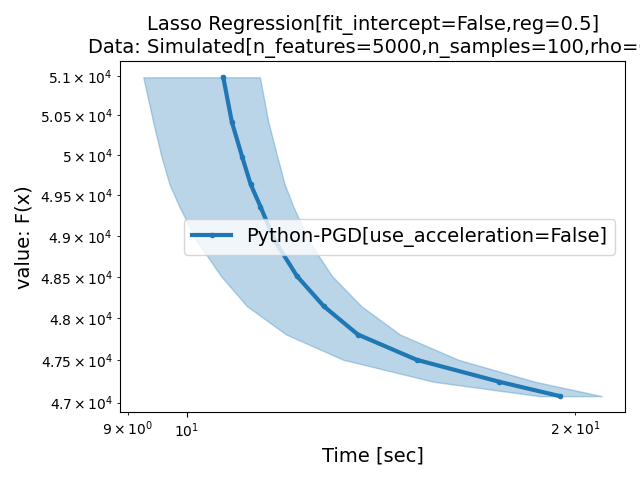 Lasso Regression[fit_intercept=False,reg=0.5]
Data: Simulated[n_features=5000,n_samples=100,rho=
5.1 × 10⁴
5.05 × 10⁴
5 × 10⁴
4.95 × 10⁴
4.9 × 10⁴
4.85 × 10⁴
4.8 × 10⁴
4.75 × 10⁴
4.7 × 10⁴
value: F(x)
Python-PGD[use_acceleration=False]
9 × 10⁰
10¹
2 × 10¹
Time [sec]